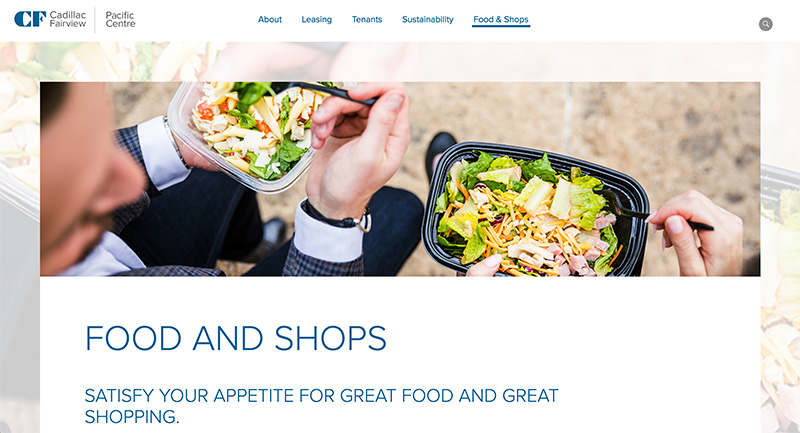 CF Cadillac Fairview Pacific Centre
About Leasing Tenants Sustainability Food & Shops
FOOD AND SHOPS
SATISFY YOUR APPETITE FOR GREAT FOOD AND GREAT
SHOPPING.